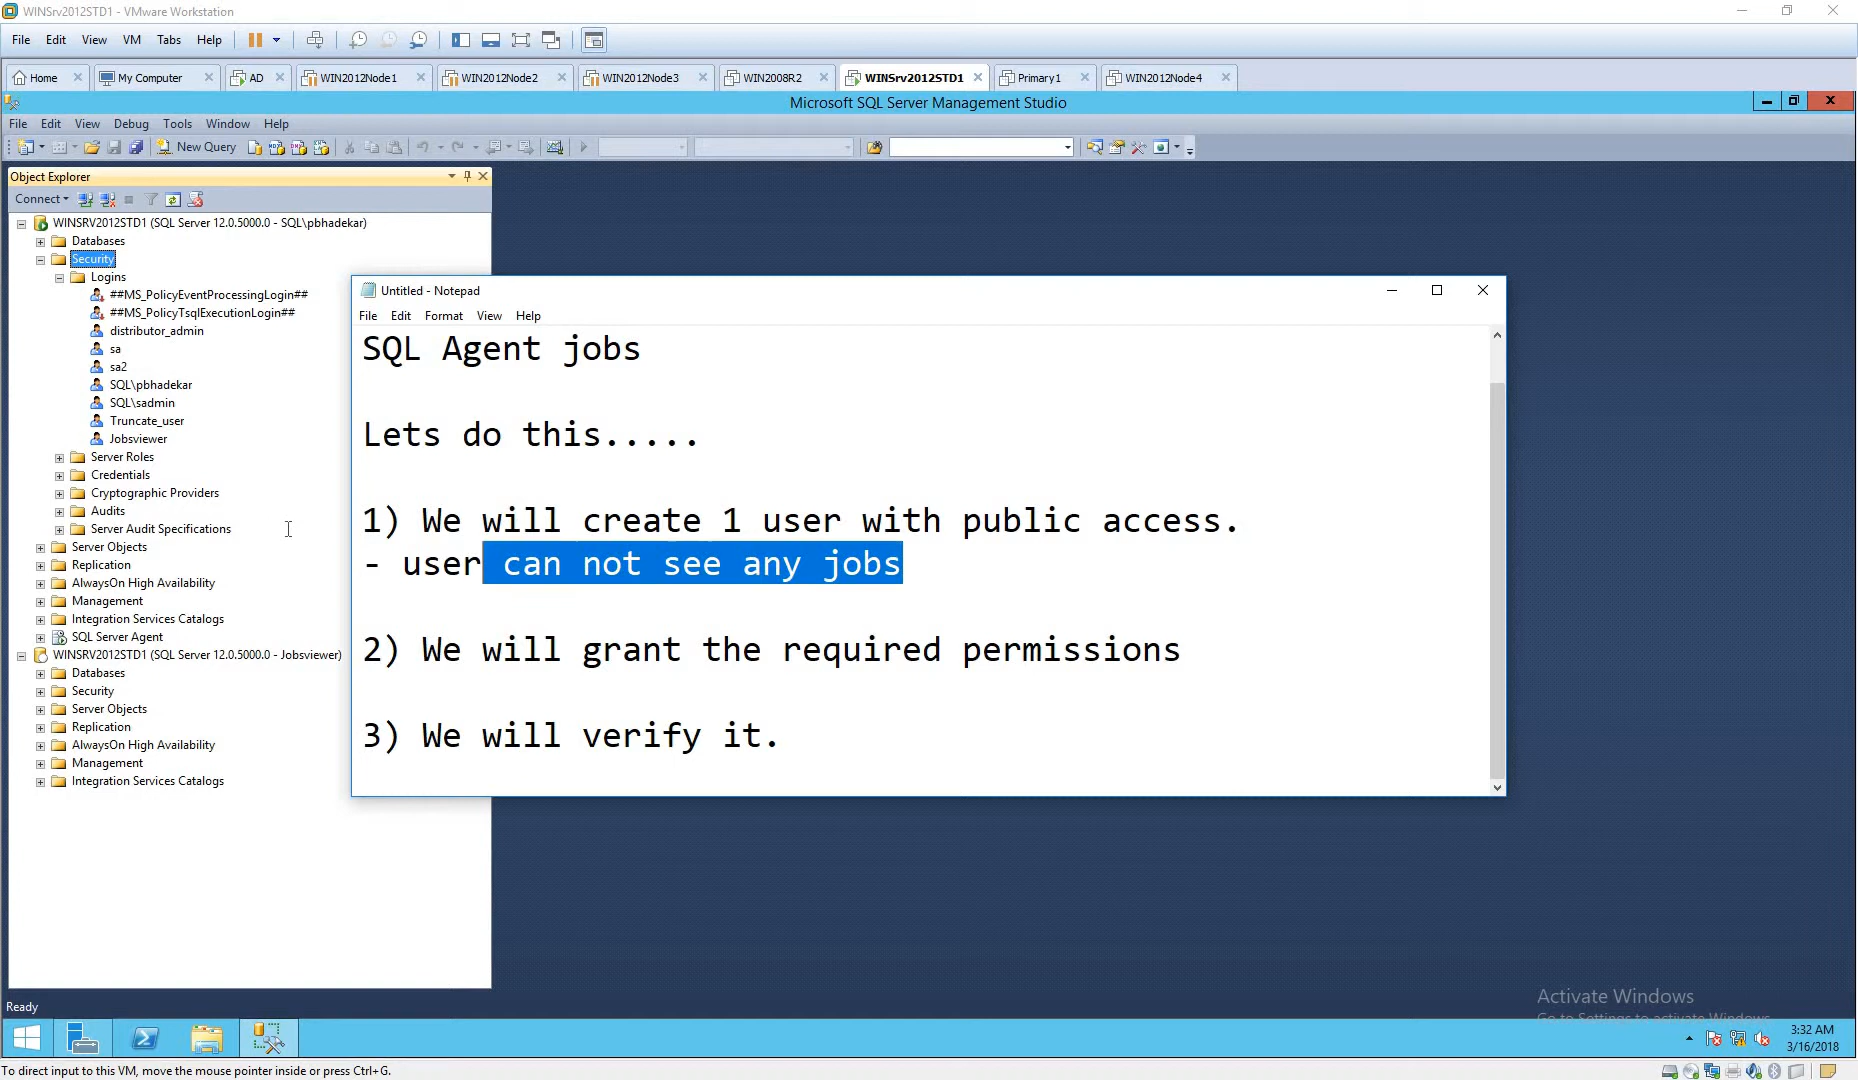 WINSrv2012STD1 - VMware Workstation
File Edit View VM Tabs Help
Home My Computer AD WIN2012Node1 WIN2012Node2 WIN2012Node3 WIN2008R2 WINSrv2012STD1 Primary1 WIN2012Node4
Microsoft SQL Server Management Studio
File Edit View Debug Tools Window Help
New Query
Object Explorer
Connect
WINSRV2012STD1 (SQL Server 12.0.5000.0 - SQL\pbhadekar)
Databases
Security
Logins
##MS_PolicyEventProcessingLogin##
##MS_PolicyTsqlExecutionLogin##
distributor_admin
sa
sa2
SQL\pbhadekar
SQL\sadmin
Truncate_user
Jobsviewer
Server Roles
Credentials
Cryptographic Providers
Audits
Server Audit Specifications
Server Objects
Replication
AlwaysOn High Availability
Management
Integration Services Catalogs
SQL Server Agent
WINSRV2012STD1 (SQL Server 12.0.5000.0 - Jobsviewer)
Databases
Security
Server Objects
Replication
AlwaysOn High Availability
Management
Integration Services Catalogs
Untitled - Notepad
File Edit Format View Help
SQL Agent jobs
Lets do this.....
1) We will create 1 user with public access.
- user can not see any jobs
2) We will grant the required permissions
3) We will verify it.
Activate Windows
Go to Settings to activate Windows.
Ready
3:32 AM
3/16/2018
To direct input to this VM, move the mouse pointer inside or press Ctrl+G.